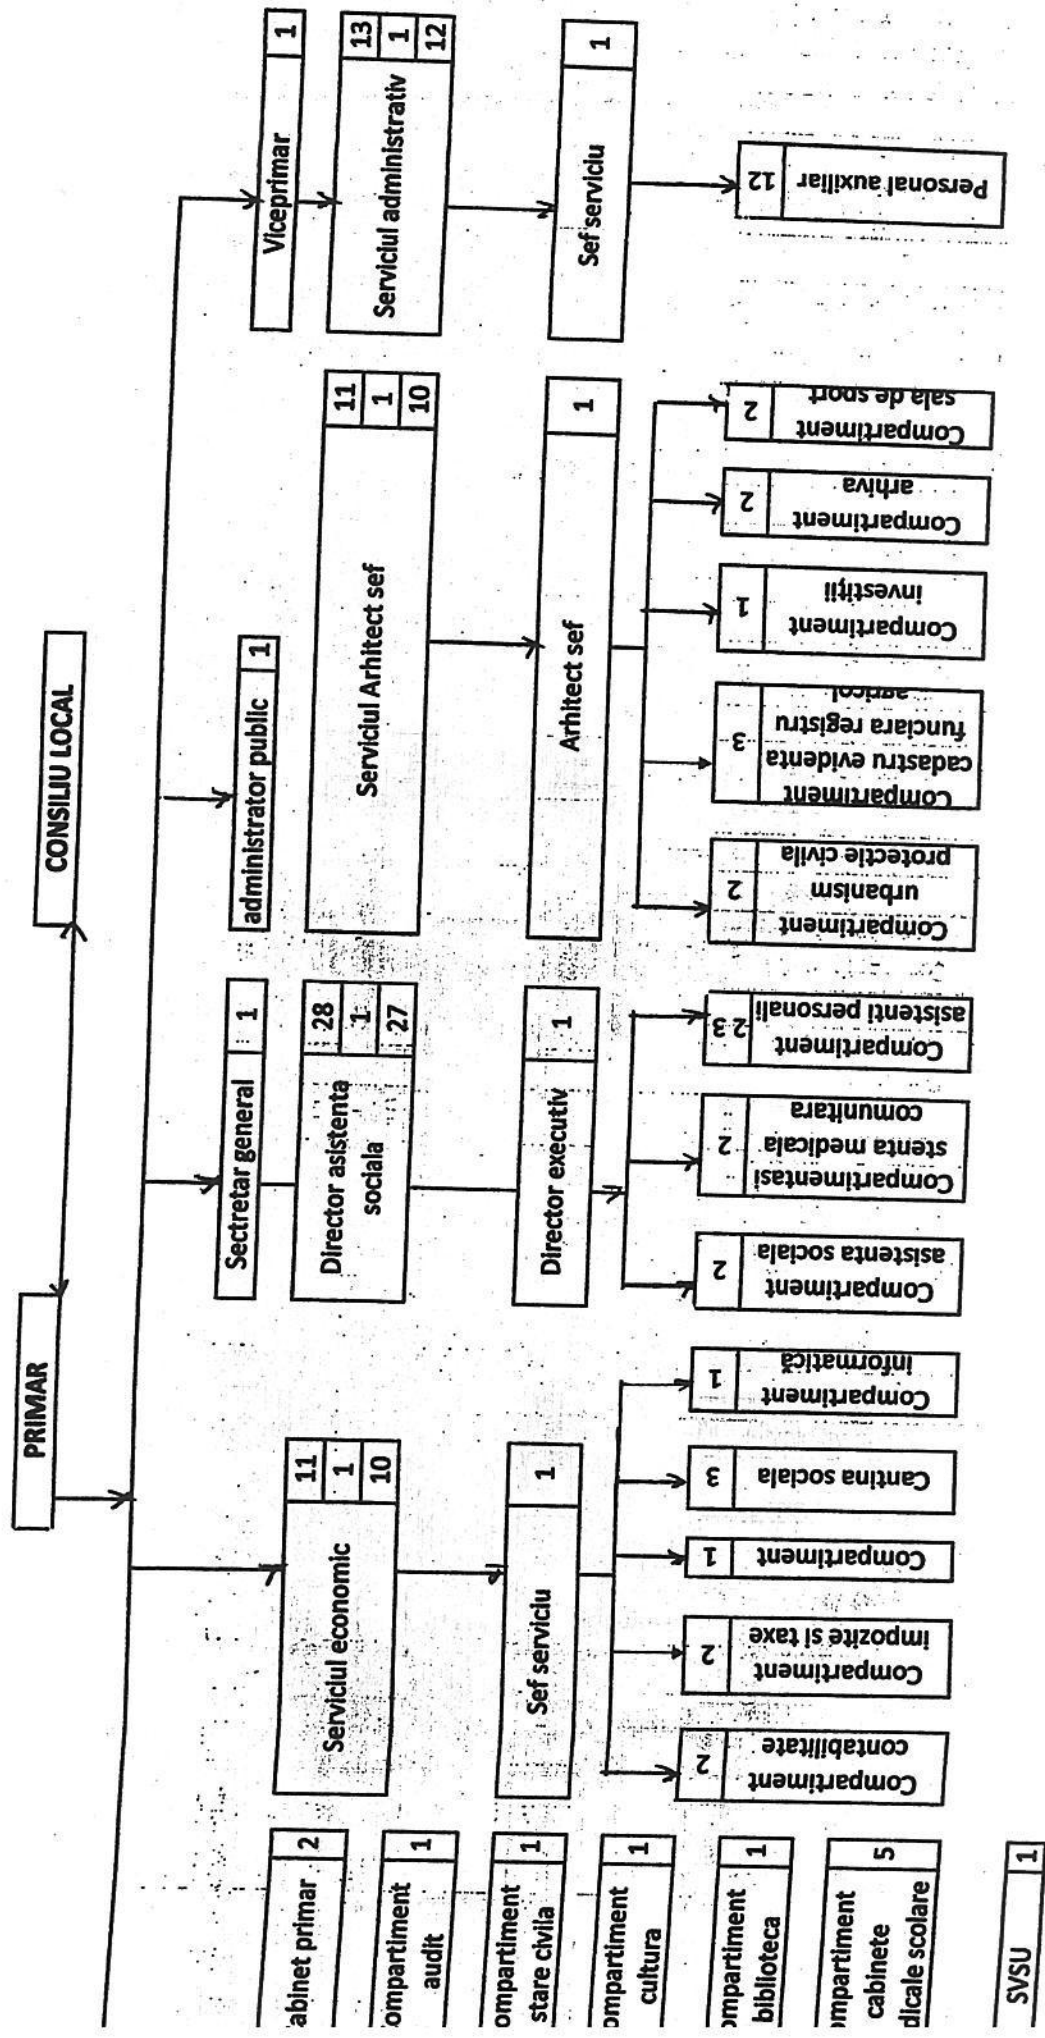 PRIMAR
CONSILIU LOCAL
abinet primar 2
ompartiment
audit 1
ompartiment
stare civila 1
ompartiment
cultura 1
ompartiment
biblioteca 1
ompartiment
cabinete
dicale scolare 5
SVSU 1
Serviciul economic
11
1
10
Sef serviciu 1
2
Compartiment
contabilitate
2
Compartiment
impozite si taxe
1
Compartiment
3
Cantina sociala
1
Compartiment
informatică
Sectretar general 1
Director asistenta
sociala
28
1
27
Director executiv 1
2
Compartiment
asistenta sociala
2
Compartimentasi
stenta medicala
comunitara
23
Compartiment
asistenti personali
administrator public 1
Serviciul Arhitect sef
11
1
10
Arhitect sef 1
2
Compartiment
urbanism
protectie civila
3
Compartiment
cadastru evidenta
funciara registru
agricol
1
Compartiment
investiții
2
Compartiment
arhiva
2
Compartiment
sala de sport
Viceprimar 1
Serviciul administrativ
13
1
12
Sef serviciu 1
12
Personal auxiliar